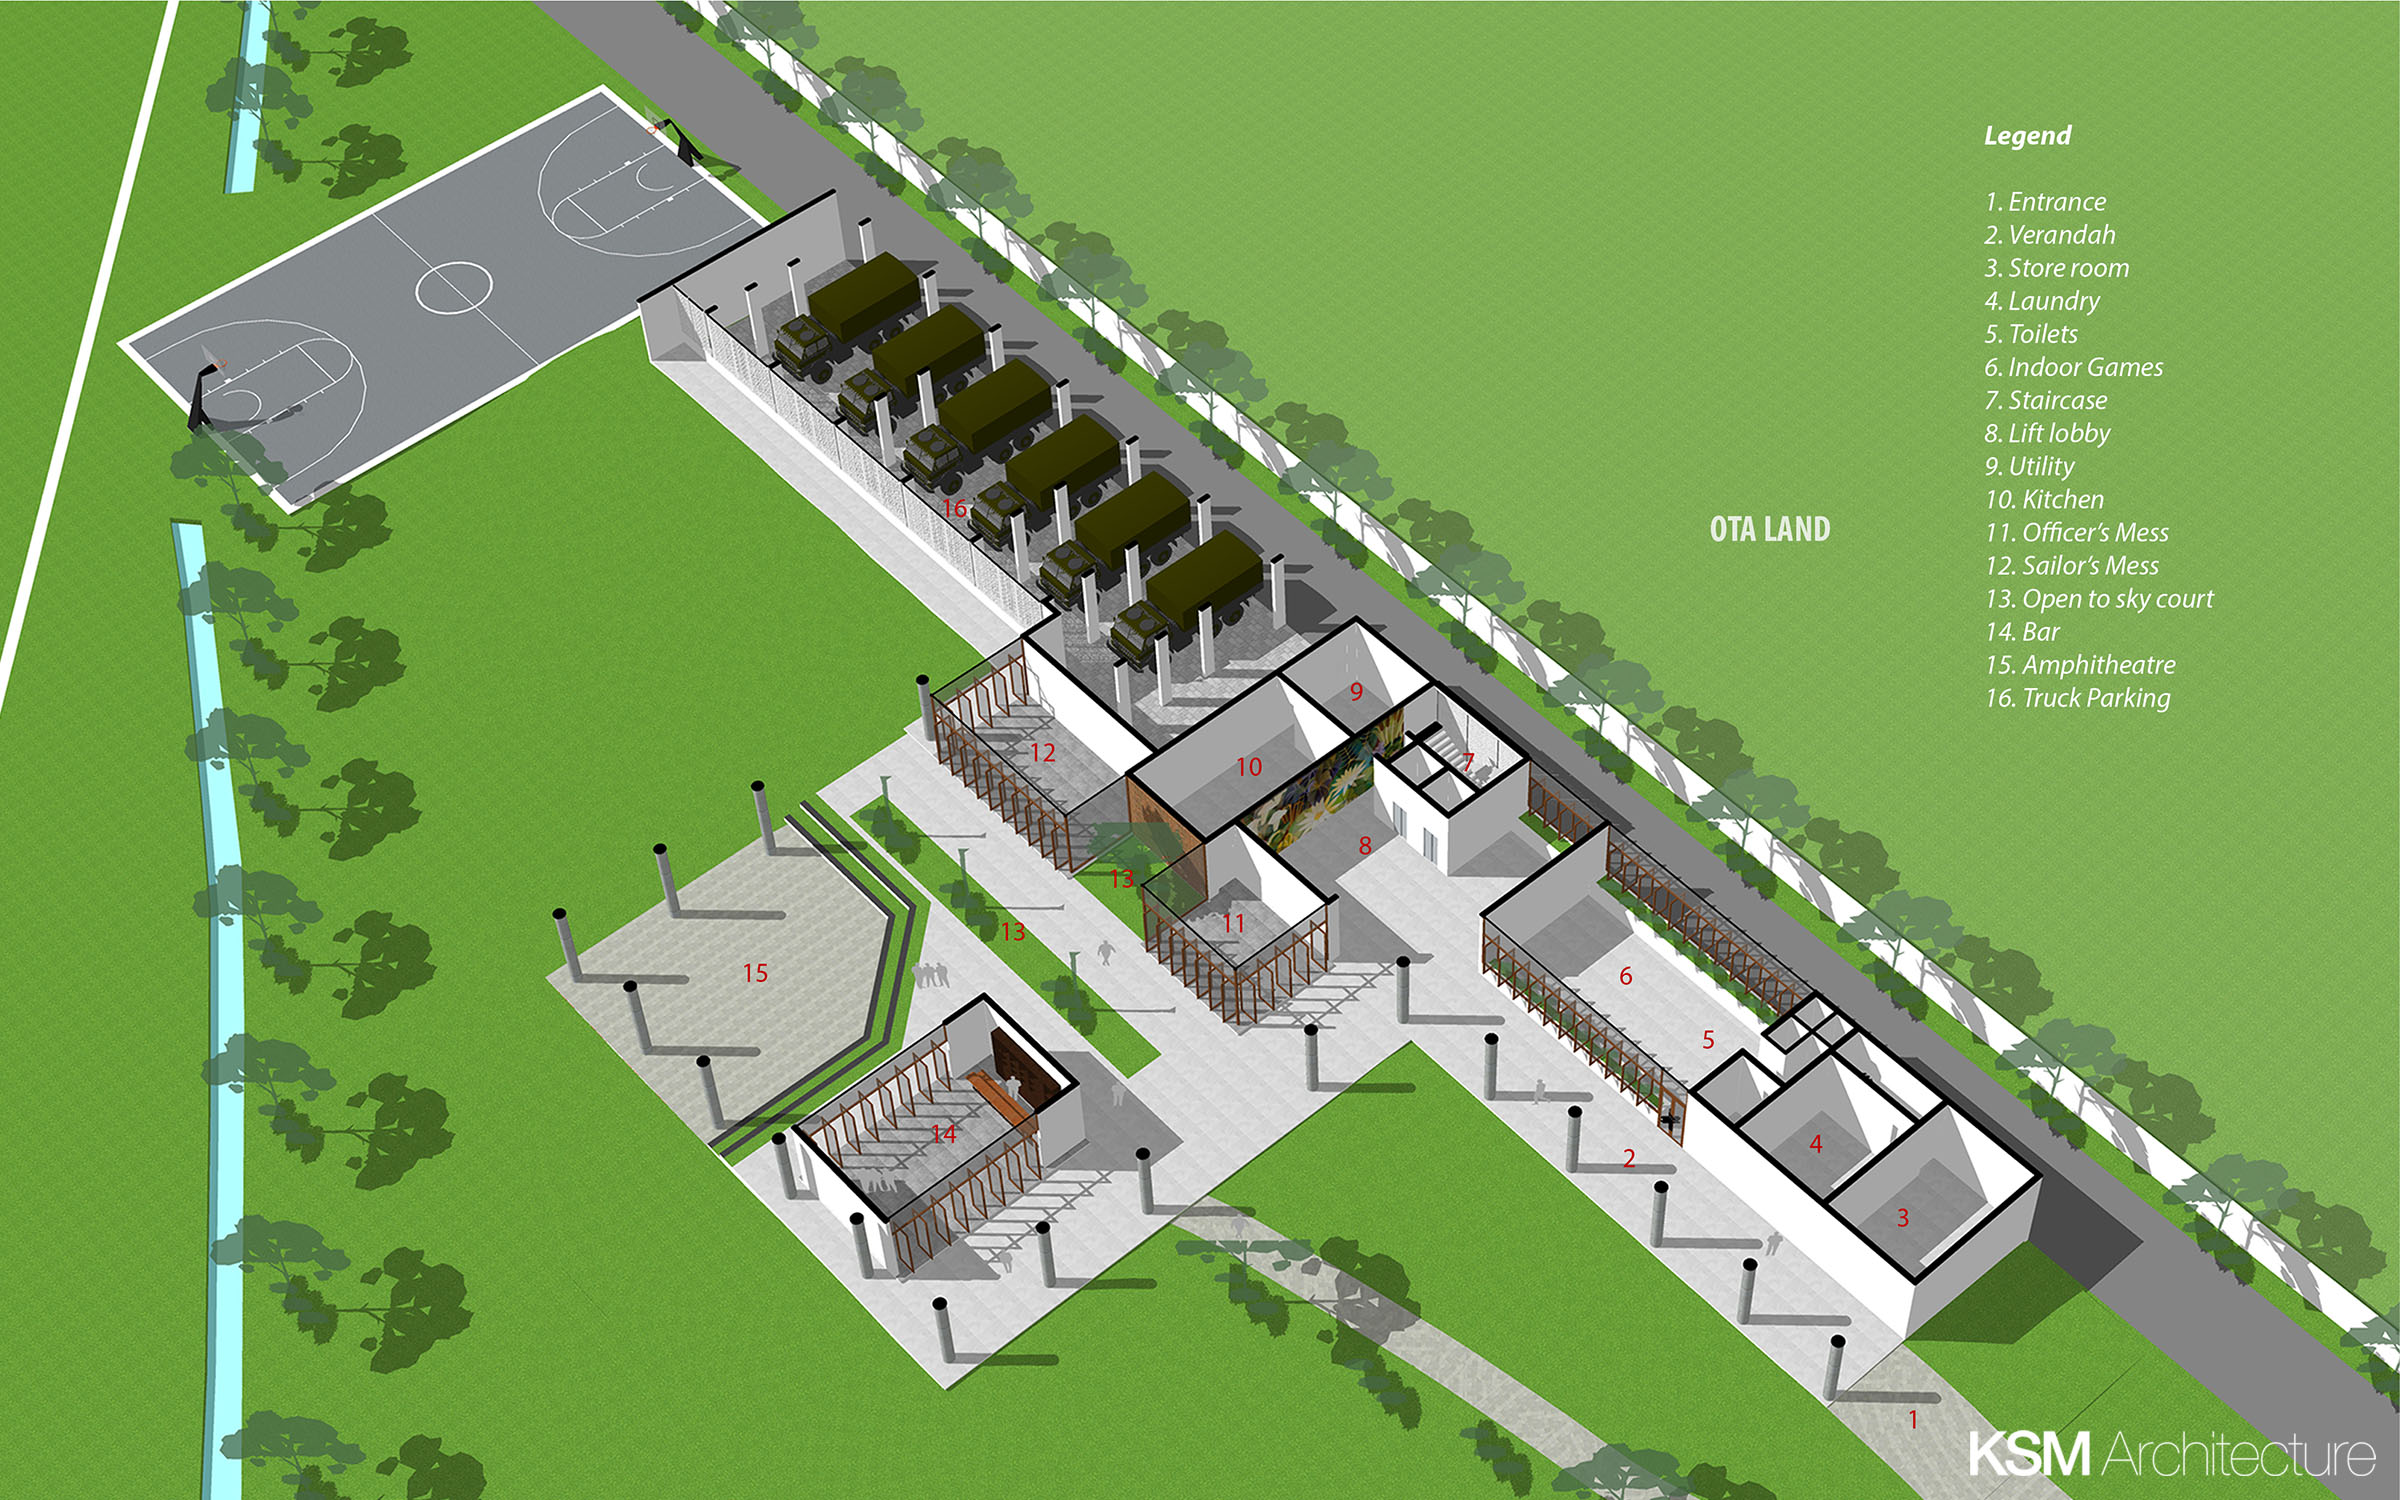 Legend
1. Entrance
2. Verandah
3. Store room
4. Laundry
5. Toilets
6. Indoor Games
7. Staircase
8. Lift lobby
9. Utility
10. Kitchen
11. Officer's Mess
12. Sailor's Mess
13. Open to sky court
14. Bar
15. Amphitheatre
16. Truck Parking
OTA LAND
16
9
12
10
7
8
13
11
13
15
6
5
14
4
2
3
1
KSM Architecture